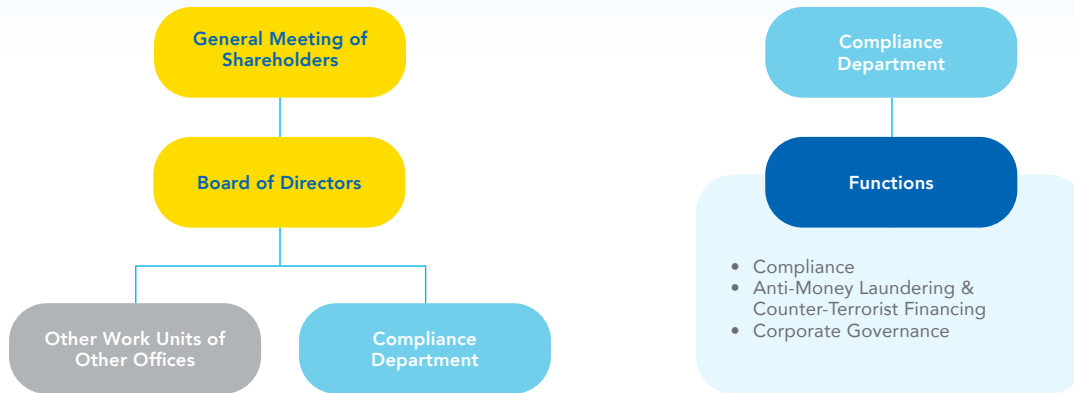 General Meeting of
Shareholders
Board of Directors
Other Work Units of
Other Offices
Compliance
Department
Compliance
Department
Functions
• Compliance
• Anti-Money Laundering &
Counter-Terrorist Financing
• Corporate Governance